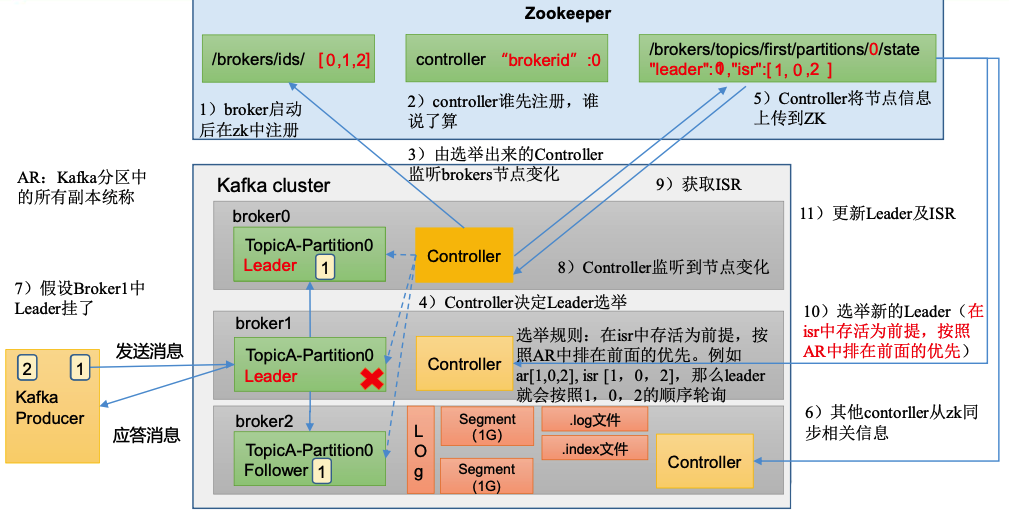 Zookeeper
/brokers/ids/ [ 0,1,2]
controller “brokerid” :0
/brokers/topics/first/partitions/0/state
"leader": ,"isr":[ 1, 0 ,2 ]
1）broker启动
后在zk中注册
2）controller谁先注册，谁
说了算
5）Controller将节点信息
上传到ZK
3）由选举出来的Controller
监听brokers节点变化
AR：Kafka分区中
的所有副本统称
Kafka cluster
9）获取ISR
11）更新Leader及ISR
broker0
TopicA-Partition0
Leader 1
Controller
8）Controller监听到节点变化
7）假设Broker1中
Leader挂了
4）Controller决定Leader选举
10）选举新的Leader（在
isr中存活为前提，按照
AR中排在前面的优先）
broker1
TopicA-Partition0
Leader
Controller
选举规则：在isr中存活为前提，按
照AR中排在前面的优先。例如
ar[1,0,2], isr [1，0，2]，那么leader
就会按照1，0，2的顺序轮询
发送消息
2 1
Kafka
Producer
应答消息
6）其他contorller从zk同
步相关信息
broker2
TopicA-Partition0
Follower 1
L
O
g
Segment
(1G)
Segment
(1G)
.log文件
.index文件
Controller